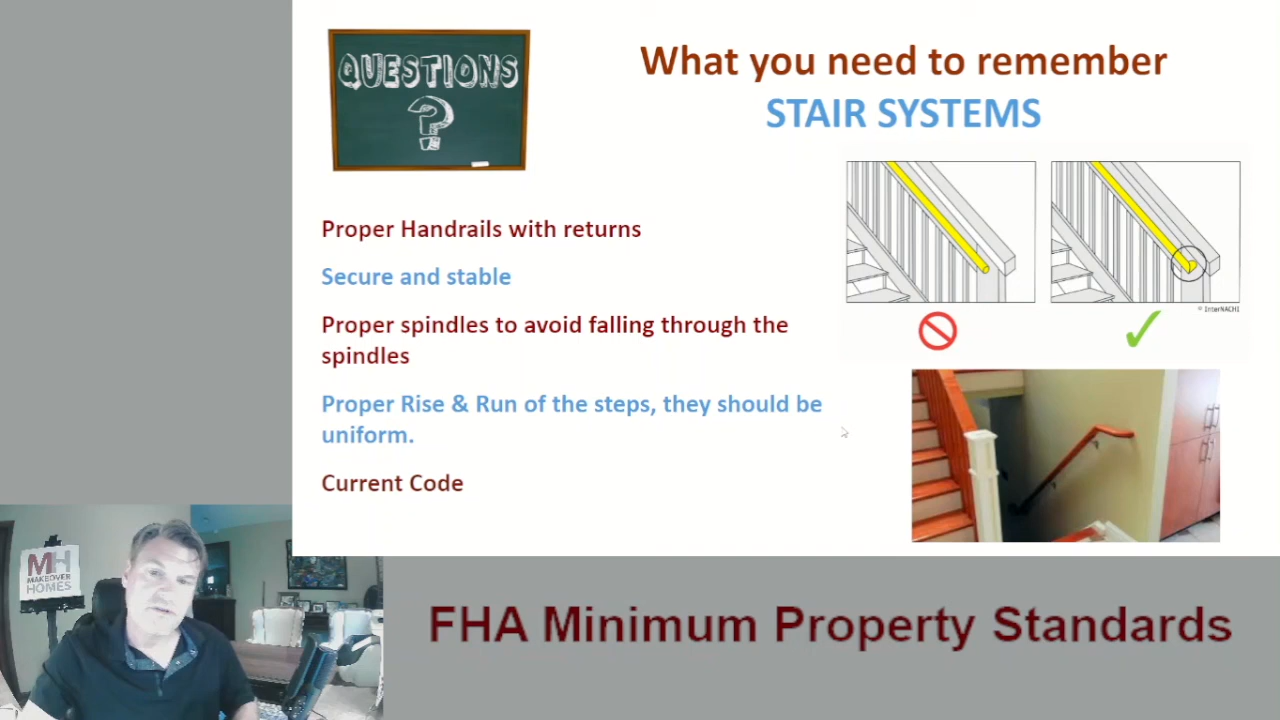 QUESTIONS
?
What you need to remember
STAIR SYSTEMS
Proper Handrails with returns
Secure and stable
Proper spindles to avoid falling through the
spindles
Proper Rise & Run of the steps, they should be
uniform.
Current Code
© InterNACHI
MH
MAKEOVER
HOMES
FHA Minimum Property Standards